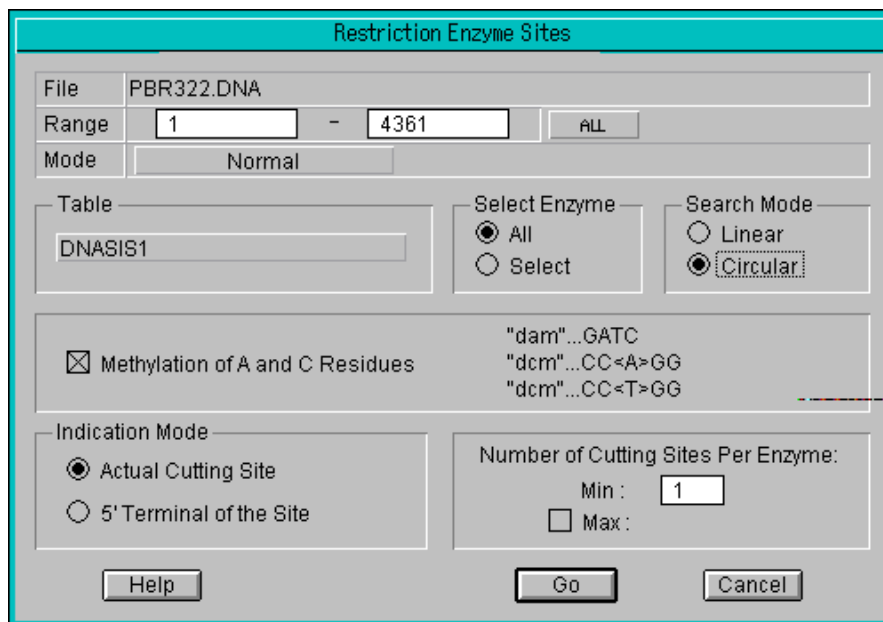 Restriction Enzyme Sites
File PBR322.DNA
Range 1 - 4361 ALL
Mode Normal
Table
DNASIS1
Select Enzyme
All
Select
Search Mode
Linear
Circular
Methylation of A and C Residues
"dam"...GATC
"dcm"...CC<A>GG
"dcm"...CC<T>GG
Indication Mode
Actual Cutting Site
5' Terminal of the Site
Number of Cutting Sites Per Enzyme:
Min : 1
Max :
Help Go Cancel